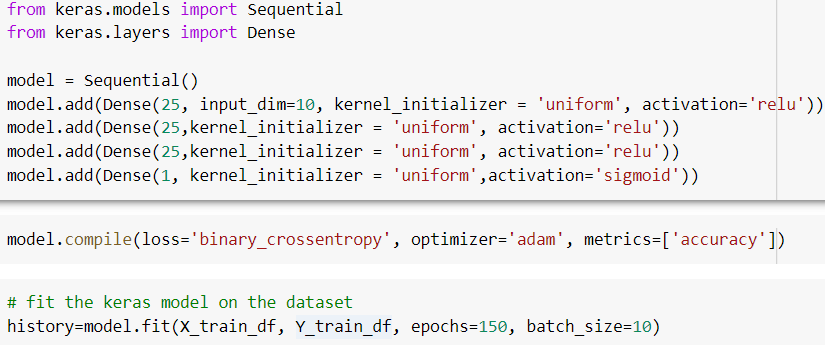 from keras.models import Sequential
from keras.layers import Dense
model = Sequential()
model.add(Dense(25, input_dim=10, kernel_initializer = 'uniform', activation='relu'))
model.add(Dense(25,kernel_initializer = 'uniform', activation='relu'))
model.add(Dense(25,kernel_initializer = 'uniform', activation='relu'))
model.add(Dense(1, kernel_initializer = 'uniform',activation='sigmoid'))
model.compile(loss='binary_crossentropy', optimizer='adam', metrics=['accuracy'])
# fit the keras model on the dataset
history=model.fit(X_train_df, Y_train_df, epochs=150, batch_size=10)